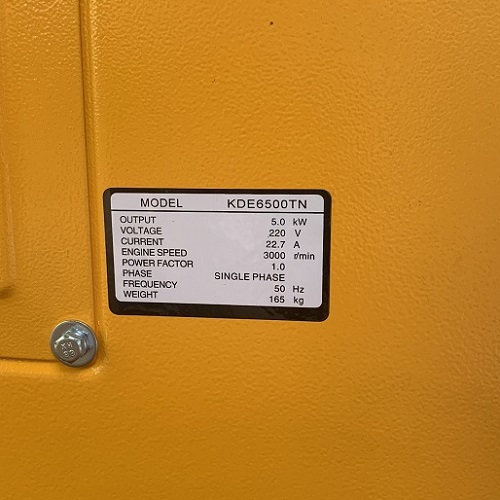 MODEL KDE6500TN
OUTPUT 5.0 kW
VOLTAGE 220 V
CURRENT 22.7 A
ENGINE SPEED 3000 r/min
POWER FACTOR 1.0
PHASE SINGLE PHASE
FREQUENCY 50 Hz
WEIGHT 165 kg